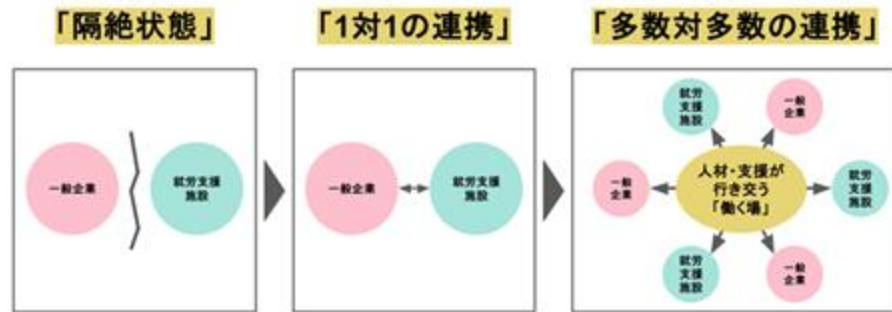 「隔絶状態」
「1対1の連携」
「多数対多数の連携」
一般企業
就労支援
施設
一般企業
就労支援
施設
就労
支援
施設
一般
企業
一般
企業
人材・支援が
行き交う
「働く場」
就労
支援
施設
就労
支援
施設
一般
企業